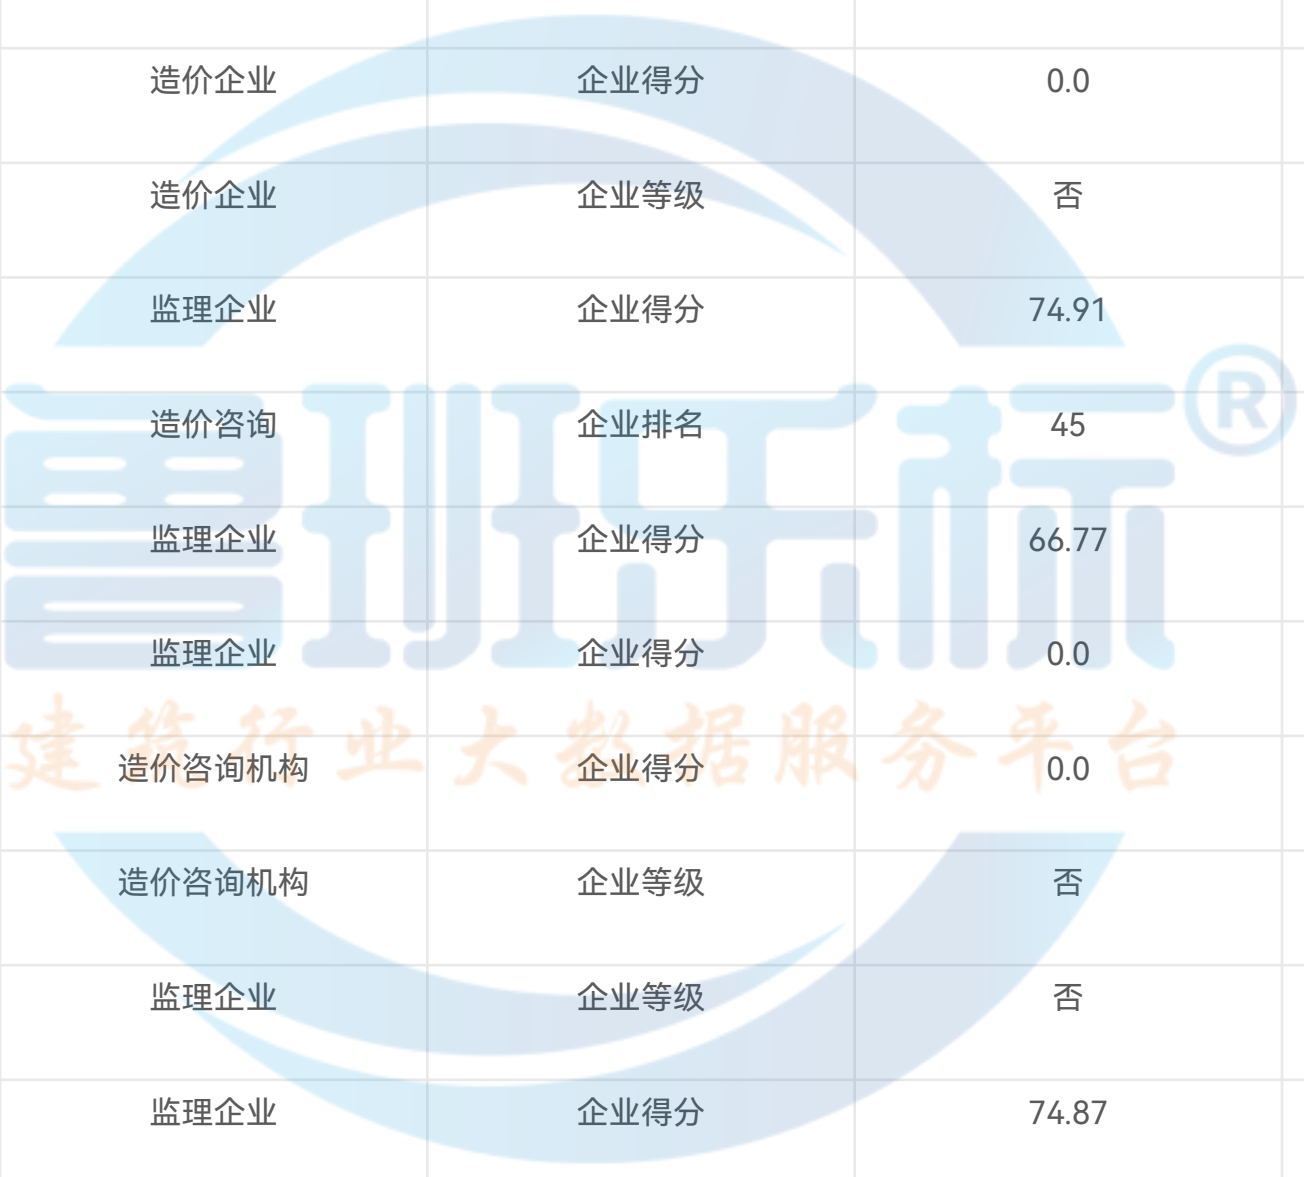 造价企业 企业得分 0.0
造价企业 企业等级 否
监理企业 企业得分 74.91
®
造价咨询 企业排名 45
鲁班乐标
监理企业 企业得分 66.77
监理企业 企业得分 0.0
建筑行业大数据服务平台
造价咨询机构 企业得分 0.0
造价咨询机构 企业等级 否
监理企业 企业等级 否
监理企业 企业得分 74.87